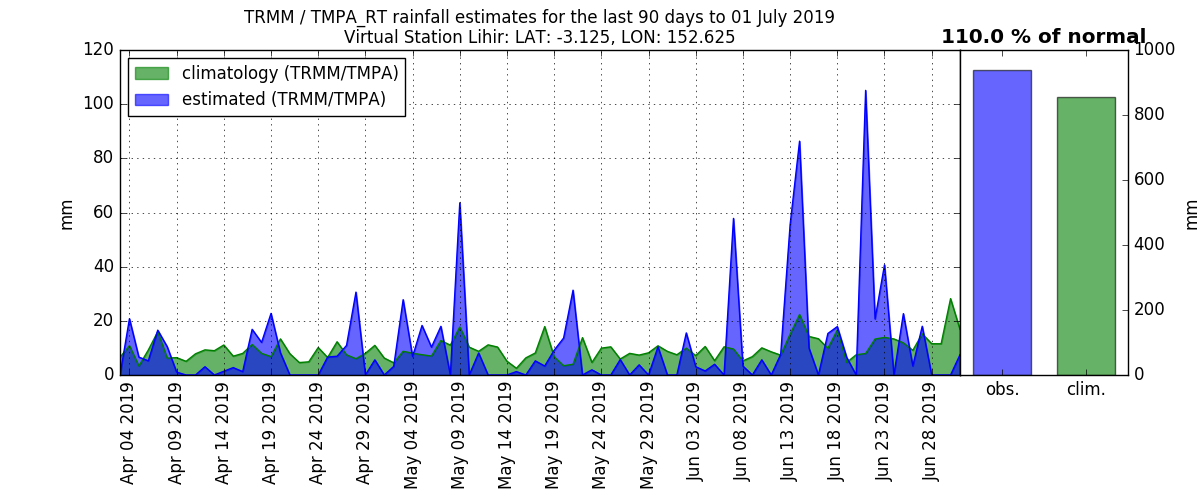 TRMM / TMPA_RT rainfall estimates for the last 90 days to 01 July 2019
Virtual Station Lihir: LAT: -3.125, LON: 152.625
110.0 % of normal
climatology (TRMM/TMPA)
estimated (TRMM/TMPA)
120
100
80
60
40
20
0
mm
1000
800
600
400
200
0
mm
obs.
clim.
Apr 04 2019
Apr 09 2019
Apr 14 2019
Apr 19 2019
Apr 24 2019
Apr 29 2019
May 04 2019
May 09 2019
May 14 2019
May 19 2019
May 24 2019
May 29 2019
Jun 03 2019
Jun 08 2019
Jun 13 2019
Jun 18 2019
Jun 23 2019
Jun 28 2019